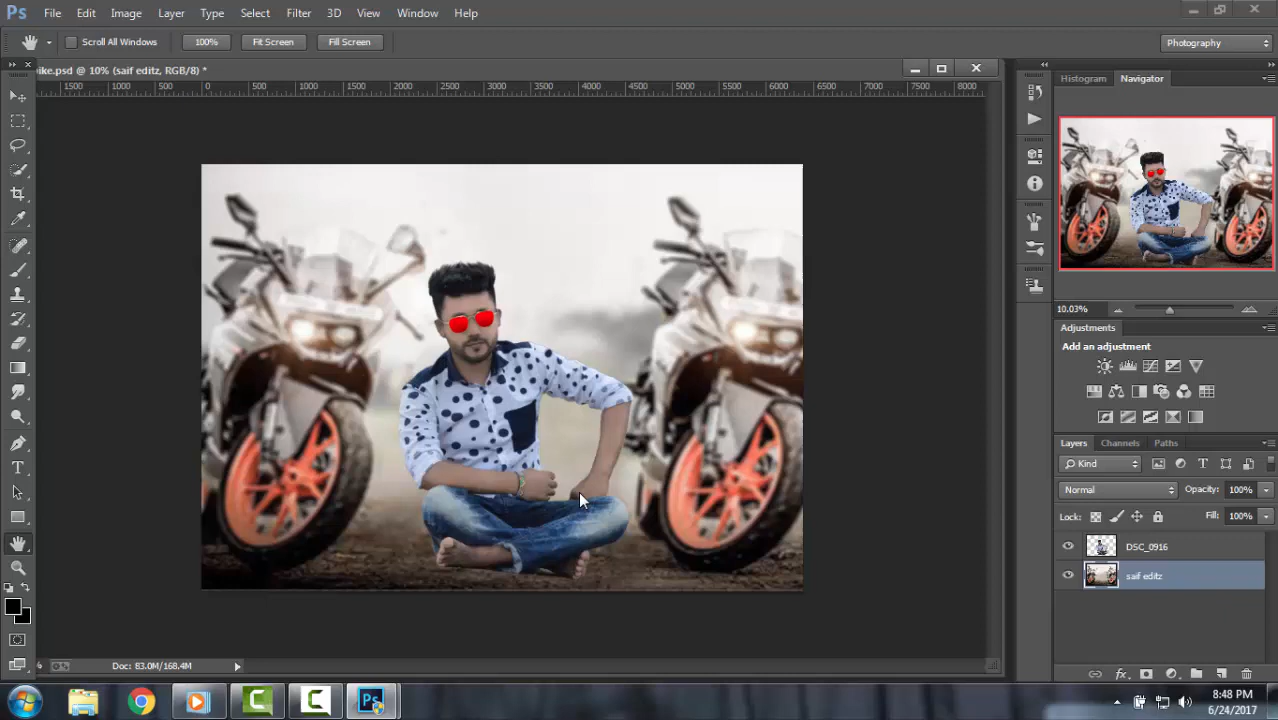 Ps File Edit Image Layer Type Select Filter 3D View Window Help
Scroll All Windows 100% Fit Screen Fill Screen Photography
ike.psd @ 10% (saif editz, RGB/8) *
1500 1000 500 0 500 1000 1500 2000 2500 3000 3500 4000 4500 5000 5500 6000 6500 7000 7500 8000
Histogram Navigator
10.03%
Adjustments
Add an adjustment
Layers Channels Paths
Kind
Normal Opacity: 100%
Lock: Fill: 100%
DSC_0916
saif editz
% Doc: 83.0M/168.4M
8:48 PM
6/24/2017